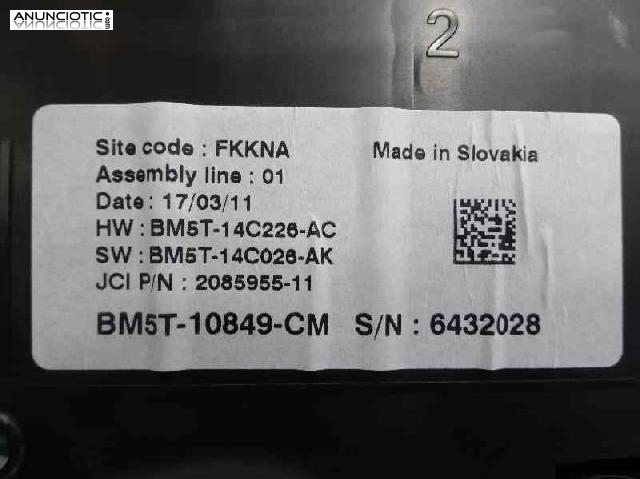 ANUNCIOTIC.es
2
Site code : FKKNA
Made in Slovakia
Assembly line : 01
Date : 17/03/11
HW : BM5T-14C226-AC
SW : BM5T-14C026-AK
JCI P/N : 2085955-11
BM5T-10849-CM S/N : 6432028